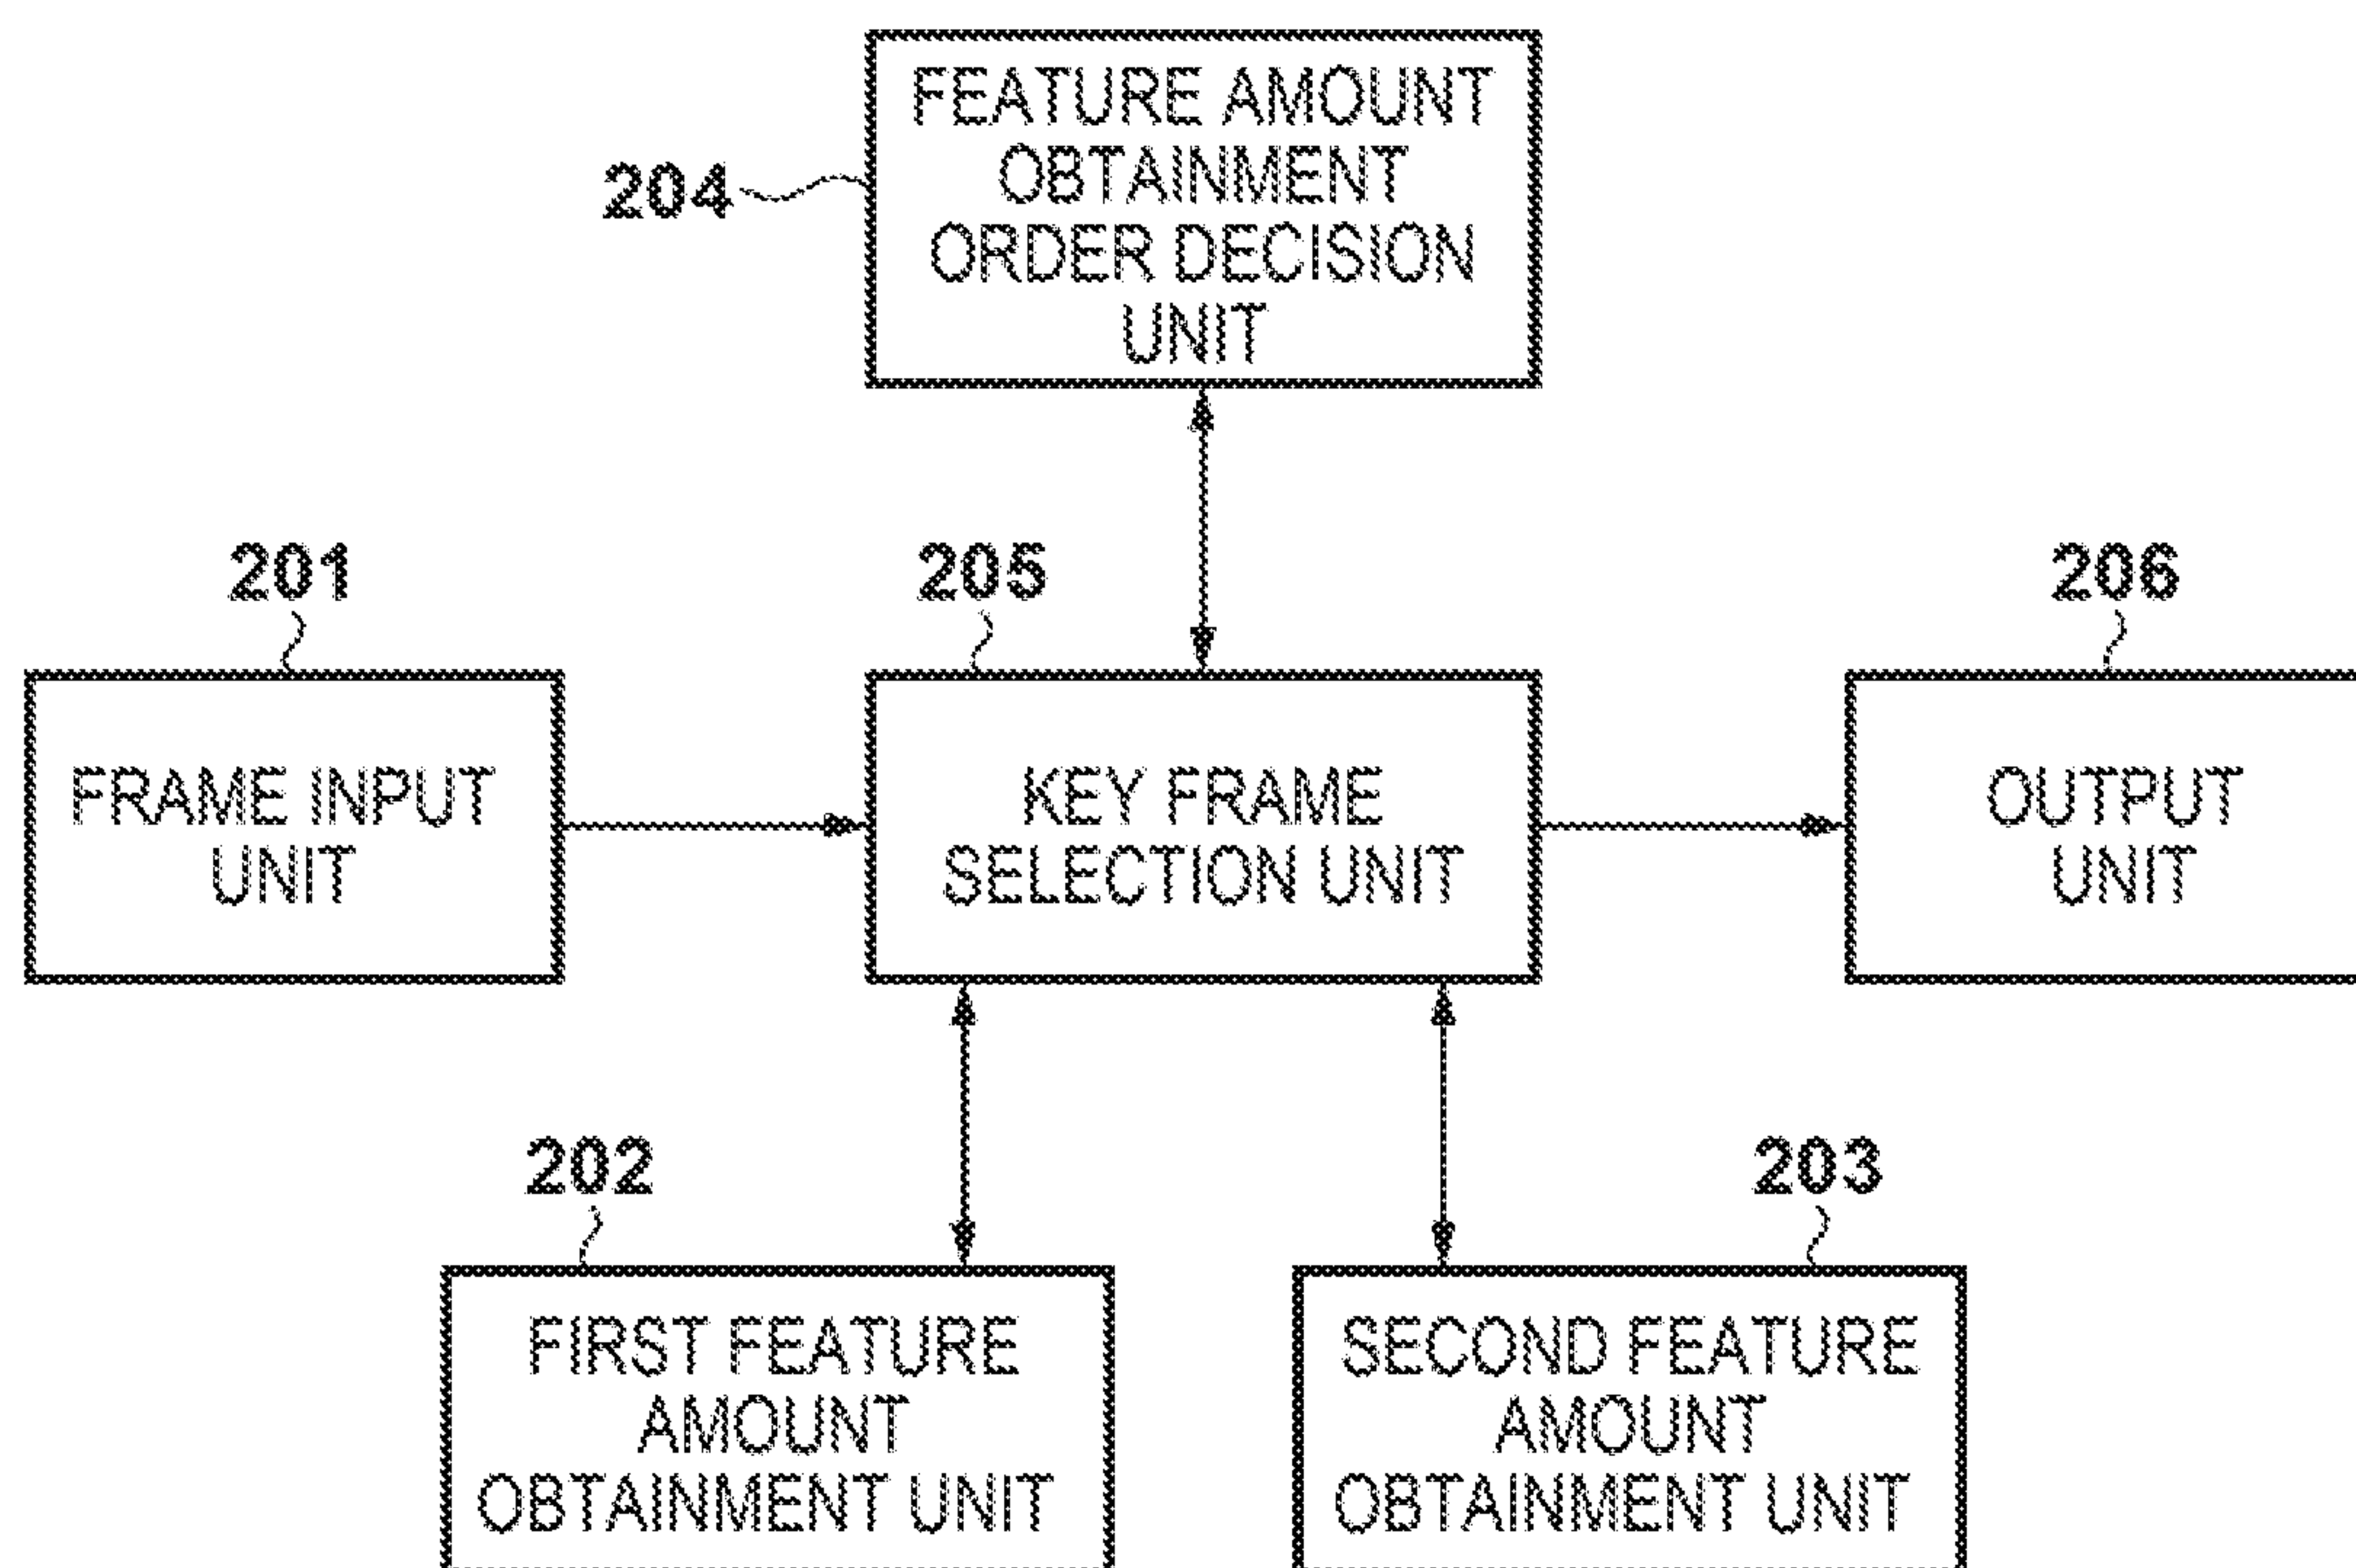 FEATURE AMOUNT
OBTAINMENT
ORDER DECISION
UNIT
204
201
205
206
FRAME INPUT
UNIT
KEY FRAME
SELECTION UNIT
OUTPUT
UNIT
202
203
FIRST FEATURE
AMOUNT
OBTAINMENT UNIT
SECOND FEATURE
AMOUNT
OBTAINMENT UNIT